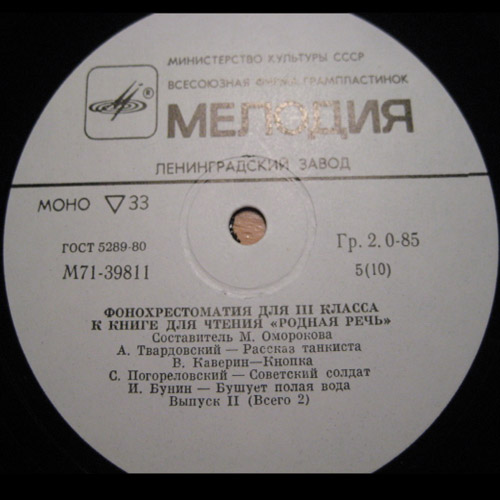 МИНИСТЕРСТВО КУЛЬТУРЫ СССР
ВСЕСОЮЗНАЯ ФИРМА ГРАМПЛАСТИНОК
®
МЕЛОДИЯ
ЛЕНИНГРАДСКИЙ ЗАВОД
МОНО ▽33
ГОСТ 5289-80
Гр. 2. 0-85
М71-39811
5(10)
ФОНОХРЕСТОМАТИЯ ДЛЯ III КЛАССА
К КНИГЕ ДЛЯ ЧТЕНИЯ «РОДНАЯ РЕЧЬ»
Составитель М. Оморокова
А. Твардовский — Рассказ танкиста
В. Каверин—Кнопка
С. Погореловский — Советский солдат
И. Бунин — Бушует полая вода
Выпуск II (Всего 2)